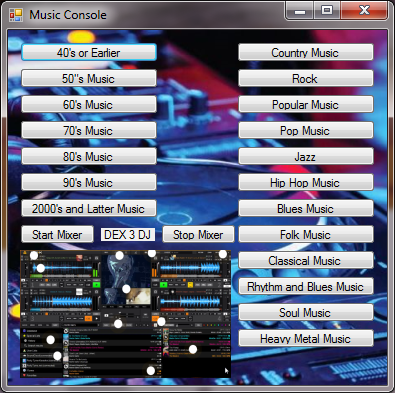 Music Console
40's or Earlier
50''s Music
60's Music
70's Music
80's Music
90's Music
2000's and Latter Music
Start Mixer
DEX 3 DJ
Stop Mixer
Country Music
Rock
Popular Music
Pop Music
Jazz
Hip Hop Music
Blues Music
Folk Music
Classical Music
Rhythm and Blues Music
Soul Music
Heavy Metal Music